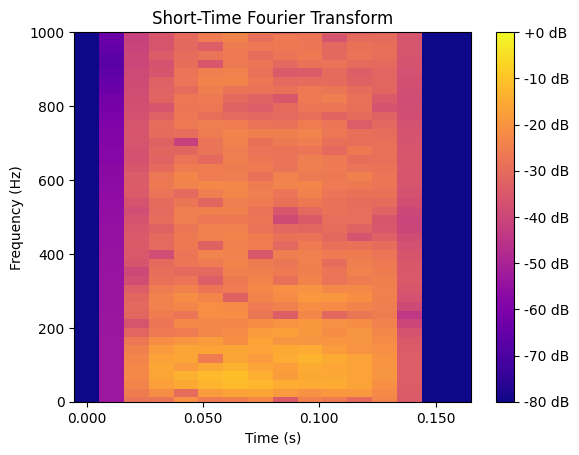 Short-Time Fourier Transform
1000
800
600
400
200
0
Frequency (Hz)
0.000
0.050
0.100
0.150
Time (s)
+0 dB
-10 dB
-20 dB
-30 dB
-40 dB
-50 dB
-60 dB
-70 dB
-80 dB